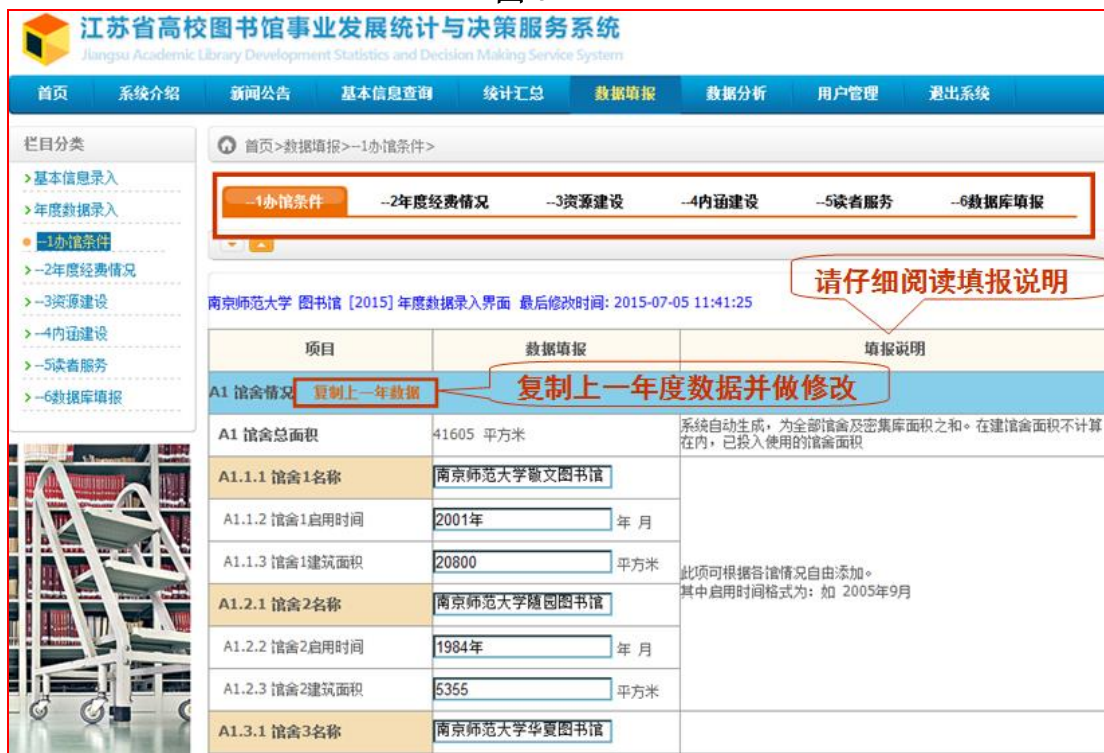 江苏省高校图书馆事业发展统计与决策服务系统
Jiangsu Academic Library Development Statistics and Decision Making Service System
首页 系统介绍 新闻公告 基本信息查询 统计汇总 数据填报 数据分析 用户管理 退出系统
栏目分类
>基本信息录入
>年度数据录入
--1办馆条件
>--2年度经费情况
>--3资源建设
>--4内涵建设
>--5读者服务
>--6数据库填报
首页>数据填报>--1办馆条件>
--1办馆条件 --2年度经费情况 --3资源建设 --4内涵建设 --5读者服务 --6数据库填报
请仔细阅读填报说明
南京师范大学 图书馆 [2015] 年度数据录入界面 最后修改时间: 2015-07-05 11:41:25
项目 数据填报 填报说明
A1 馆舍情况 复制上一年数据 复制上一年度数据并做修改
A1 馆舍总面积 41605 平方米 系统自动生成，为全部馆舍及密集库面积之和。在建馆舍面积不计算
在内，已投入使用的馆舍面积
A1.1.1 馆舍1名称 南京师范大学敬文图书馆
A1.1.2 馆舍1启用时间 2001年 年 月
A1.1.3 馆舍1建筑面积 20800 平方米
此项可根据各馆情况自由添加。
其中启用时间格式为: 如 2005年9月
A1.2.1 馆舍2名称 南京师范大学随园图书馆
A1.2.2 馆舍2启用时间 1984年 年 月
A1.2.3 馆舍2建筑面积 5355 平方米
A1.3.1 馆舍3名称 南京师范大学华夏图书馆